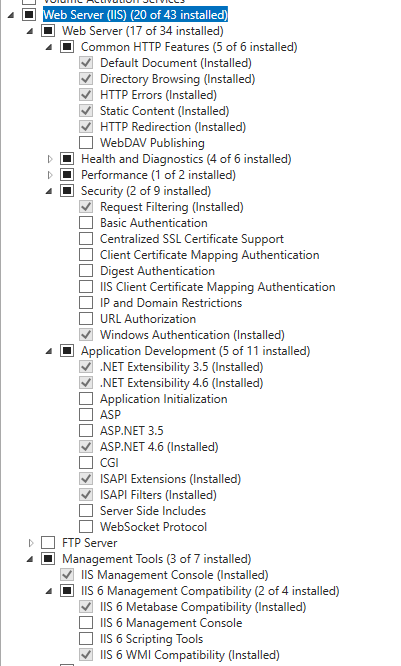 Volume Activation Services
Web Server (IIS) (20 of 43 installed)
Web Server (17 of 34 installed)
Common HTTP Features (5 of 6 installed)
Default Document (Installed)
Directory Browsing (Installed)
HTTP Errors (Installed)
Static Content (Installed)
HTTP Redirection (Installed)
WebDAV Publishing
Health and Diagnostics (4 of 6 installed)
Performance (1 of 2 installed)
Security (2 of 9 installed)
Request Filtering (Installed)
Basic Authentication
Centralized SSL Certificate Support
Client Certificate Mapping Authentication
Digest Authentication
IIS Client Certificate Mapping Authentication
IP and Domain Restrictions
URL Authorization
Windows Authentication (Installed)
Application Development (5 of 11 installed)
.NET Extensibility 3.5 (Installed)
.NET Extensibility 4.6 (Installed)
Application Initialization
ASP
ASP.NET 3.5
ASP.NET 4.6 (Installed)
CGI
ISAPI Extensions (Installed)
ISAPI Filters (Installed)
Server Side Includes
WebSocket Protocol
FTP Server
Management Tools (3 of 7 installed)
IIS Management Console (Installed)
IIS 6 Management Compatibility (2 of 4 installed)
IIS 6 Metabase Compatibility (Installed)
IIS 6 Management Console
IIS 6 Scripting Tools
IIS 6 WMI Compatibility (Installed)